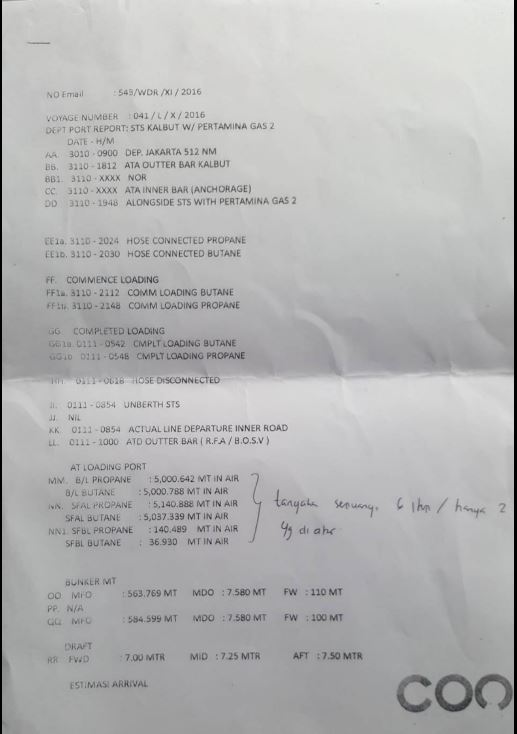 NO Email : 543/WDR /XI / 2016
VOYAGE NUMBER : 041 / L / X / 2016
DEPT PORT REPORT: STS KALBUT W/ PERTAMINA GAS 2
DATE - H/M
AA. 3010 - 0900 DEP. JAKARTA 512 NM
BB. 3110 - 1812 ATA OUTTER BAR KALBUT
BB1. 3110 - XXXX NOR
CC. 3110 - XXXX ATA INNER BAR (ANCHORAGE)
DD 3110 - 1948 ALONGSIDE STS WITH PERTAMINA GAS 2
EE1a. 3110 - 2024 HOSE CONNECTED PROPANE
EE1b. 3110 - 2030 HOSE CONNECTED BUTANE
FF. COMMENCE LOADING
FF1a. 3110 - 2112 COMM LOADING BUTANE
FF1b. 3110 - 2148 COMM LOADING PROPANE
GG COMPLETED LOADING
GG1a. 0111 - 0542 CMPLT LOADING BUTANE
GG1b 0111 - 0548 CMPLT LOADING PROPANE
HH. 0111 - 0618 HOSE DISCONNECTED
II. 0111 - 0854 UNBERTH STS
JJ. NIL
KK. 0111 - 0854 ACTUAL LINE DEPARTURE INNER ROAD
LL. 0111 - 1000 ATD OUTTER BAR ( R.F.A / B.O.S.V )
AT LOADING PORT
MM. B/L PROPANE : 5,000.642 MT IN AIR
B/L BUTANE : 5,000.788 MT IN AIR
NN. SFAL PROPANE : 5,140.888 MT IN AIR
SFAL BUTANE : 5,037.339 MT IN AIR
NN1. SFBL PROPANE : 140.489 MT IN AIR
SFBL BUTANE : 36.930 MT IN AIR
6 / hanya 2
yg di
BUNKER MT
OO. MFO : 563.769 MT MDO : 7.580 MT FW : 110 MT
PP. N/A
QQ. MFO : 584.599 MT MDO : 7.580 MT FW : 100 MT
DRAFT
RR FWD : 7.00 MTR MID : 7.25 MTR AFT : 7.50 MTR
ESTIMASI ARRIVAL